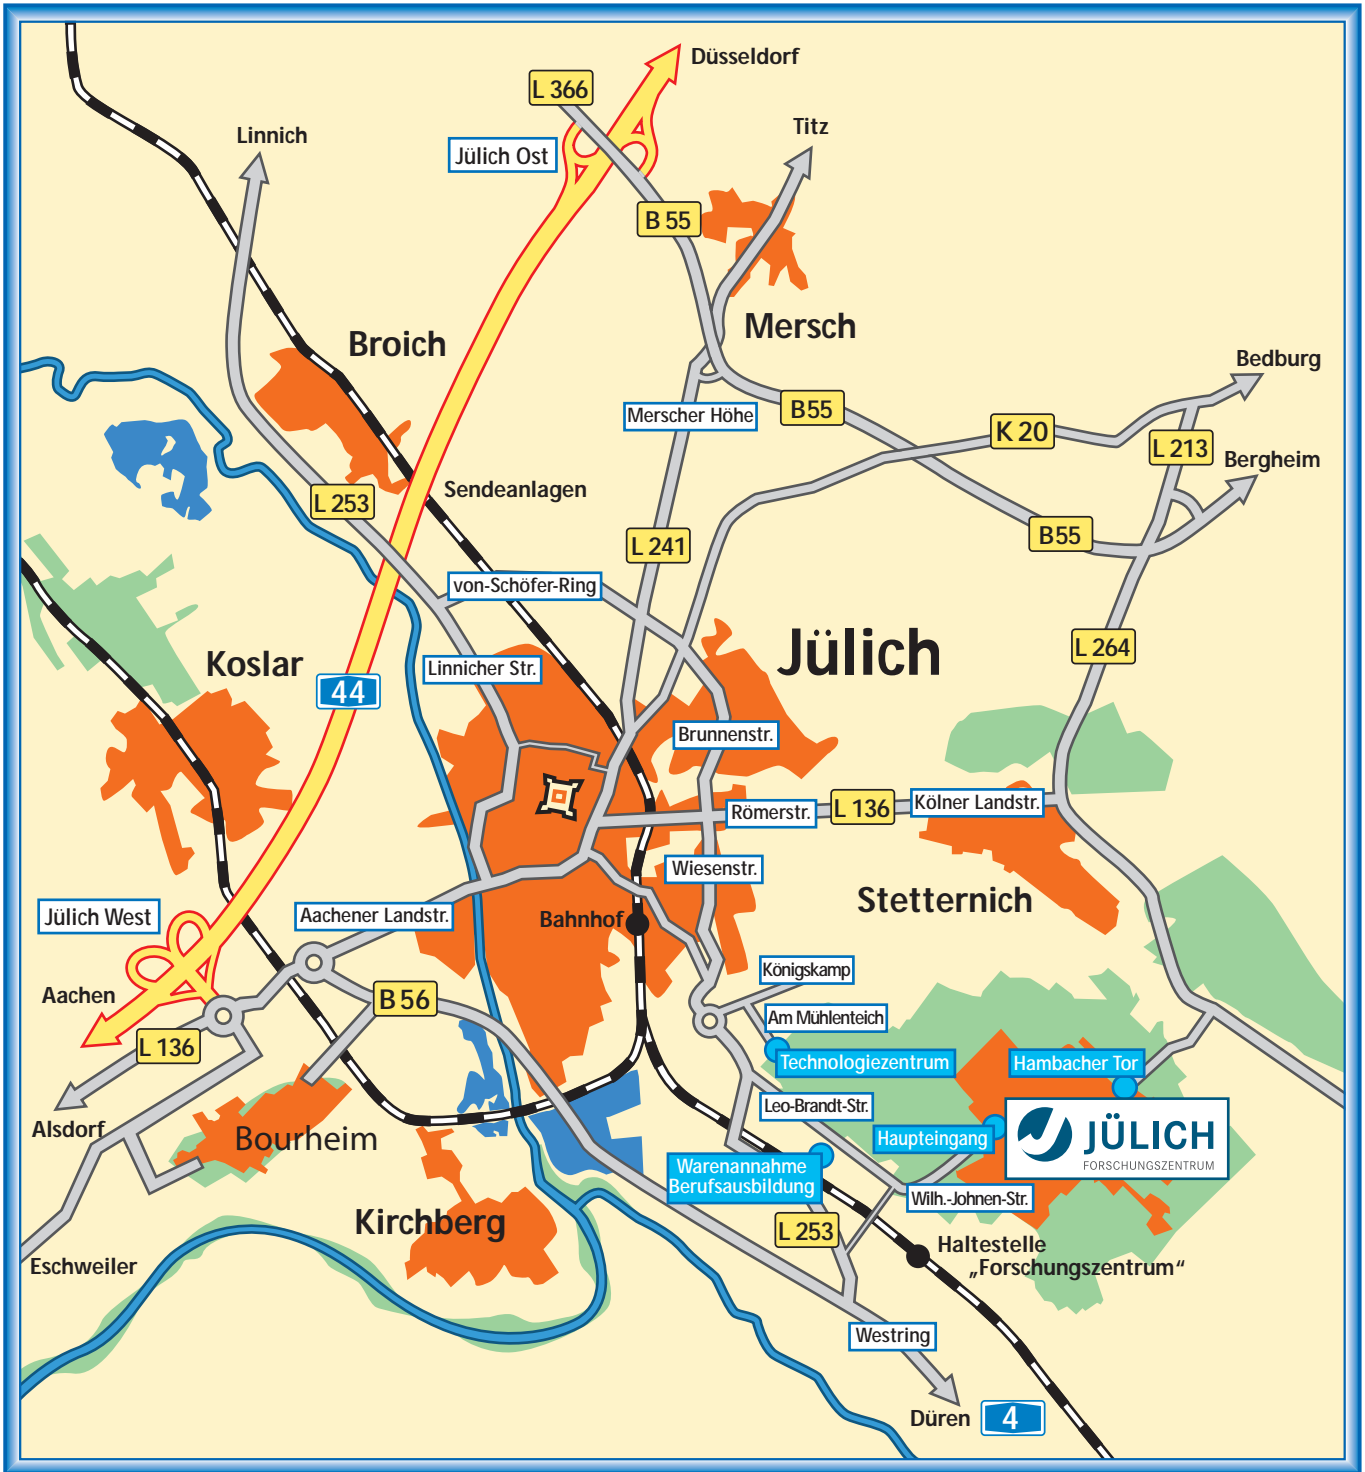 Düsseldorf
L 366
Titz
Linnich
Jülich Ost
B 55
Mersch
Broich
Bedburg
Merscher Höhe
B55
K 20
L 213
Bergheim
Sendeanlagen
L 253
B55
L 241
von-Schöfer-Ring
Jülich
L 264
Koslar
Linnicher Str.
44
Brunnenstr.
Römerstr.
L 136
Kölner Landstr.
Wiesenstr.
Stetternich
Jülich West
Aachener Landstr.
Bahnhof
Königskamp
Aachen
B 56
Am Mühlenteich
L 136
Technologiezentrum
Hambacher Tor
Leo-Brandt-Str.
Alsdorf
Bourheim
Haupteingang
JÜLICH
FORSCHUNGSZENTRUM
Warenannahme
Berufsausbildung
Wilh.-Johnen-Str.
Kirchberg
L 253
Haltestelle
„Forschungszentrum“
Eschweiler
Westring
Düren
4